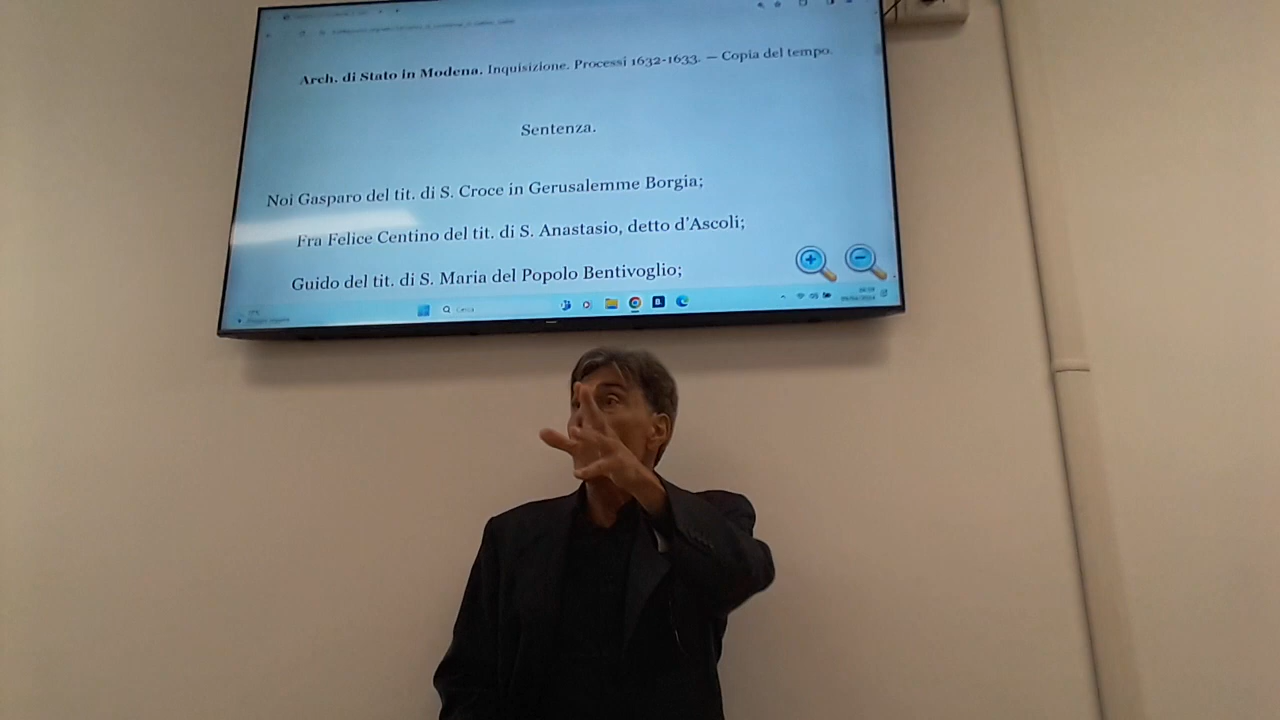 Arch. di Stato in Modena. Inquisizione. Processi 1632-1633. — Copia del tempo.
Sentenza.
Noi Gasparo del tit. di S. Croce in Gerusalemme Borgia;
Fra Felice Centino del tit. di S. Anastasio, detto d'Ascoli;
Guido del tit. di S. Maria del Popolo Bentivoglio;
Cerca